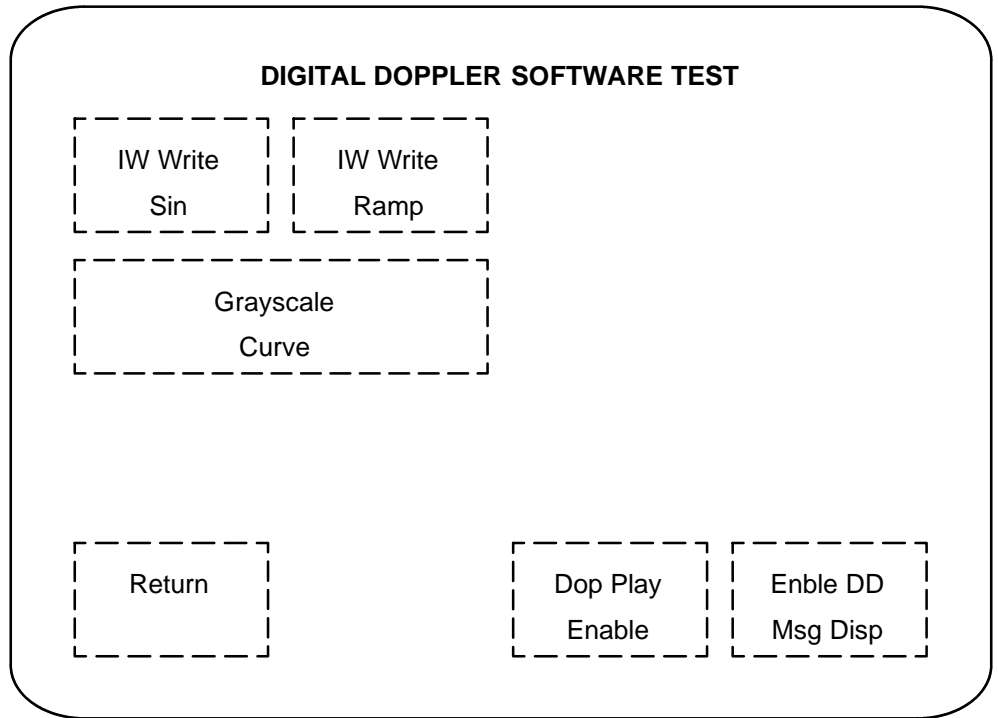 DIGITAL DOPPLER SOFTWARE TEST
IW Write
Sin
IW Write
Ramp
Grayscale
Curve
Return
Dop Play
Enable
Enble DD
Msg Disp